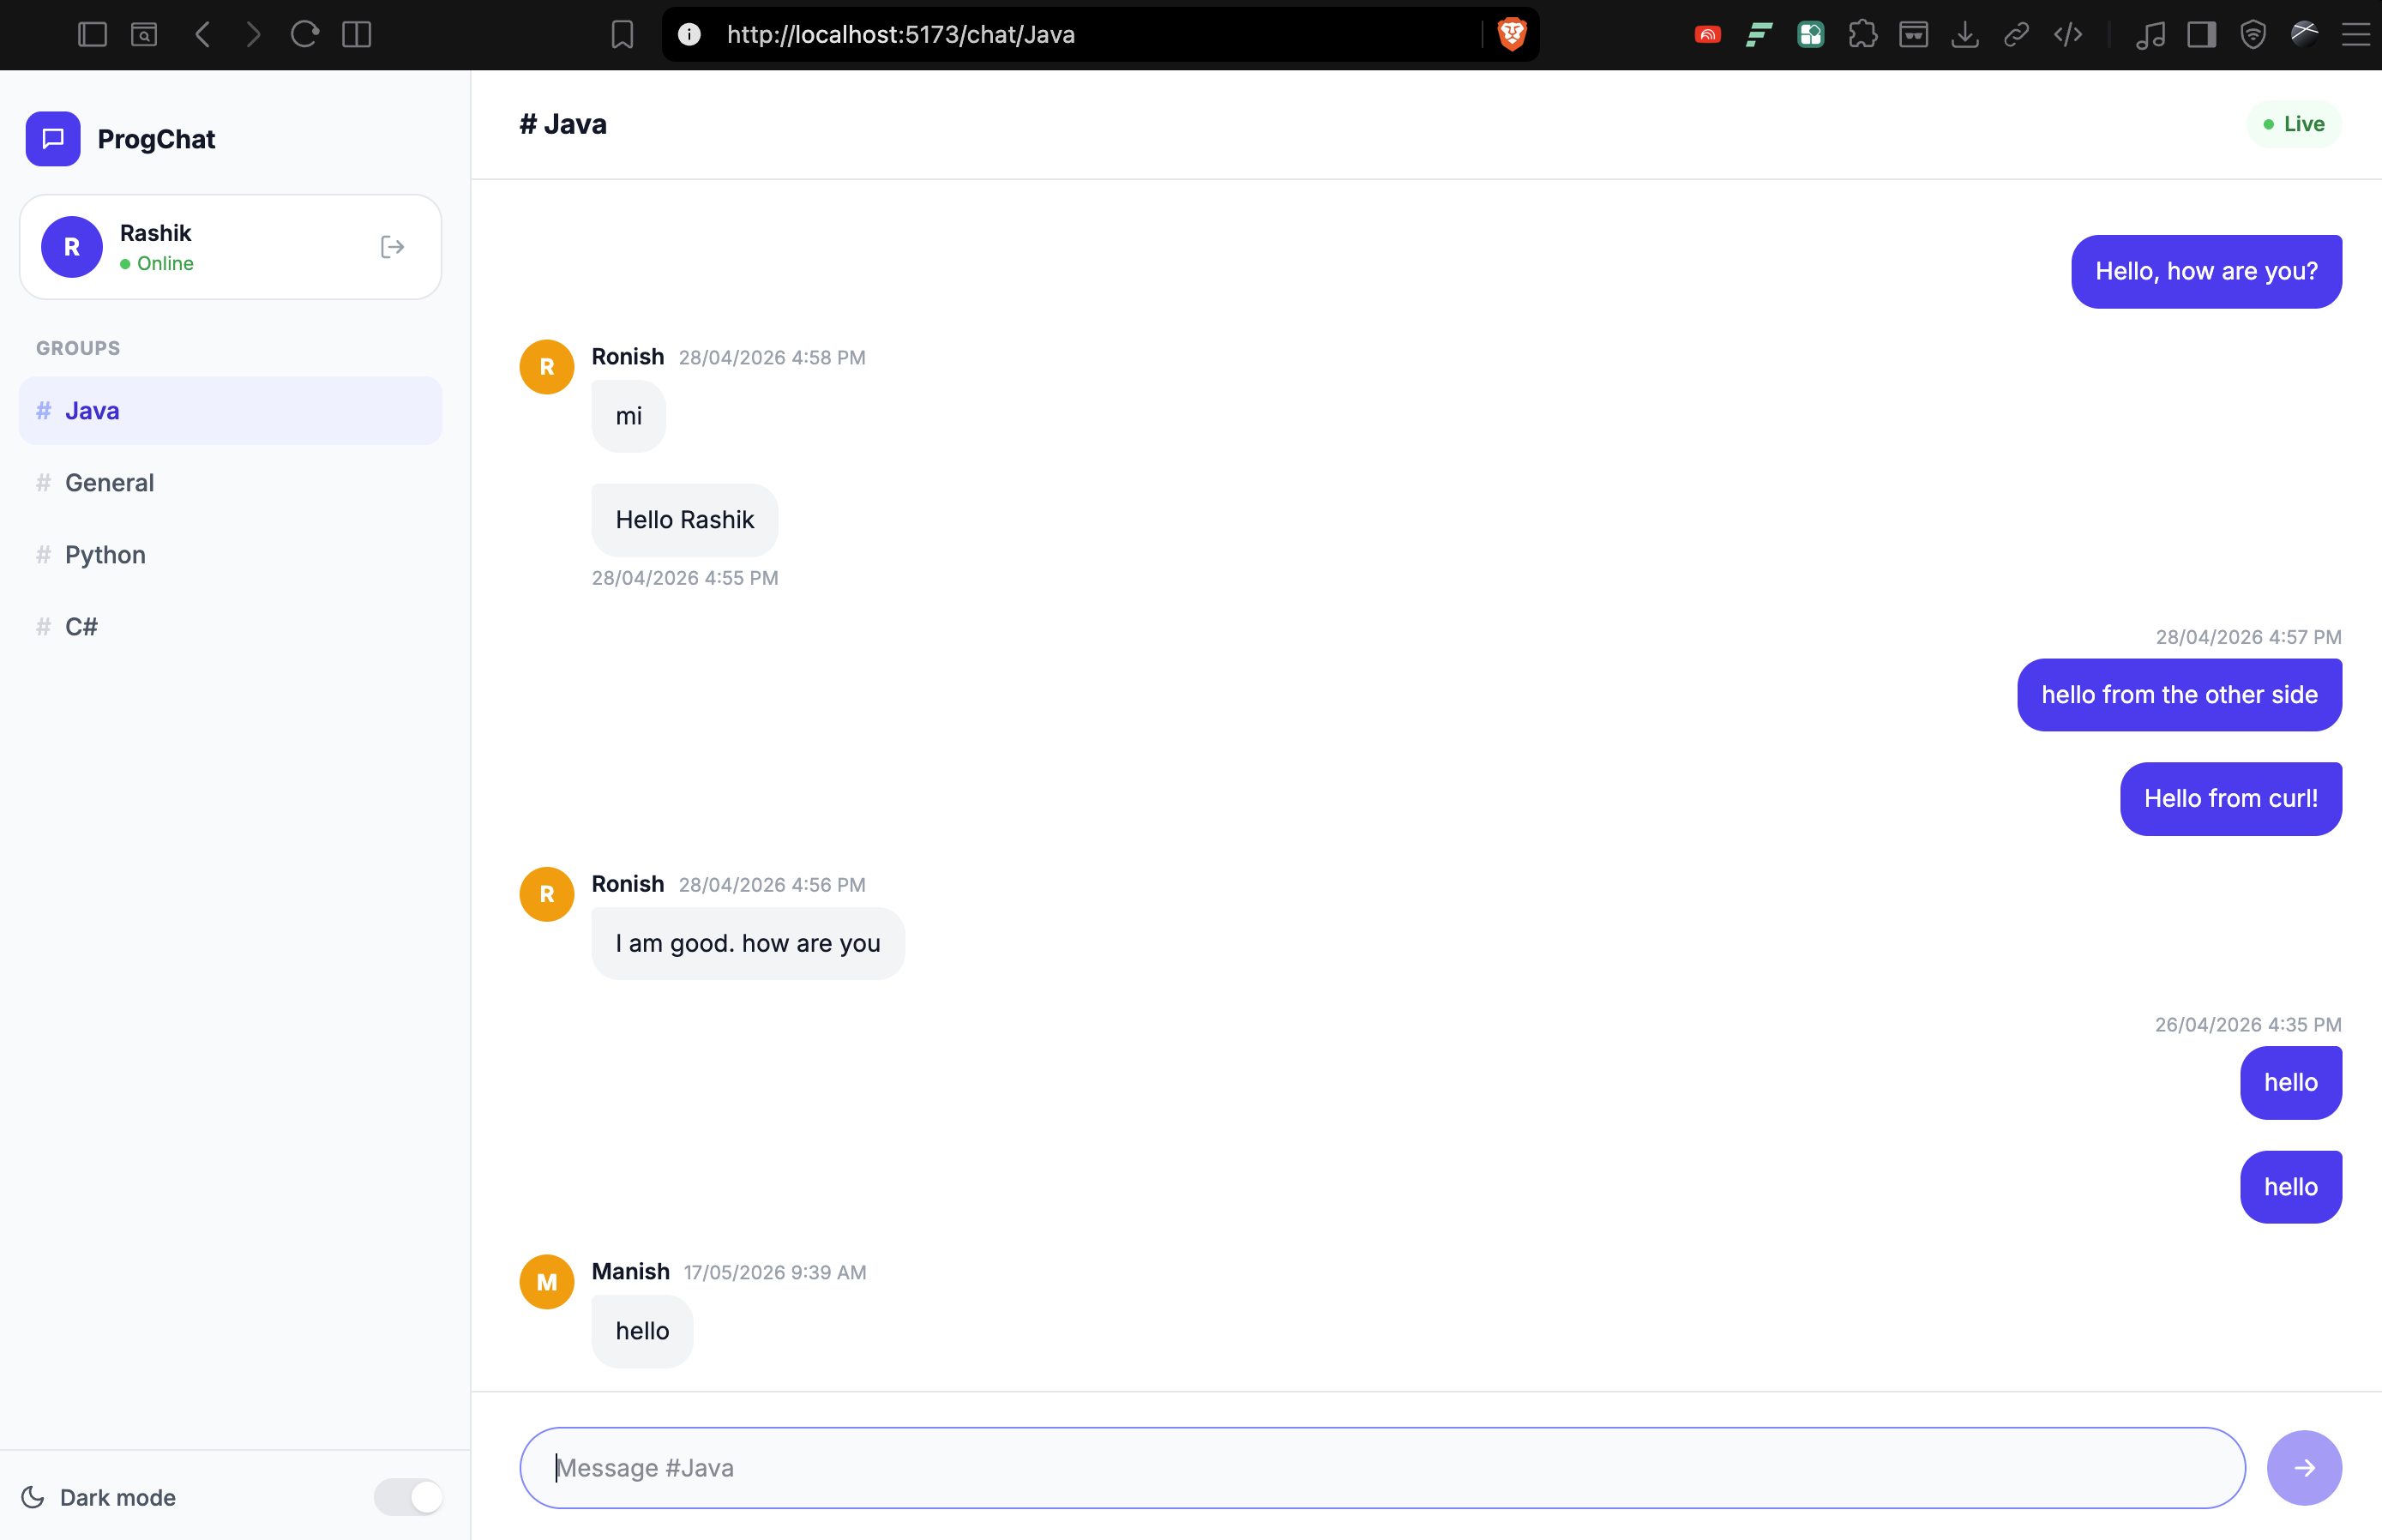 http://localhost:5173/chat/Java
ProgChat
R
Rashik
Online
GROUPS
# Java
# General
# Python
# C#
Dark mode
# Java
Live
Hello, how are you?
R
Ronish 28/04/2026 4:58 PM
mi
Hello Rashik
28/04/2026 4:55 PM
28/04/2026 4:57 PM
hello from the other side
Hello from curl!
R
Ronish 28/04/2026 4:56 PM
I am good. how are you
26/04/2026 4:35 PM
hello
hello
M
Manish 17/05/2026 9:39 AM
hello
Message #Java